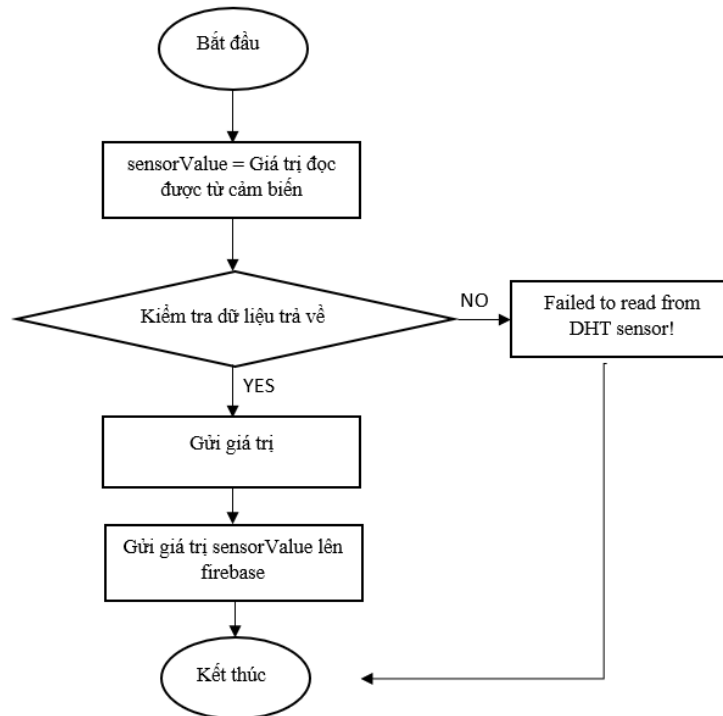 Bắt đầu
sensorValue = Giá trị đọc
được từ cảm biến
Kiểm tra dữ liệu trả về
NO
Failed to read from
DHT sensor!
YES
Gửi giá trị
Gửi giá trị sensorValue lên
firebase
Kết thúc